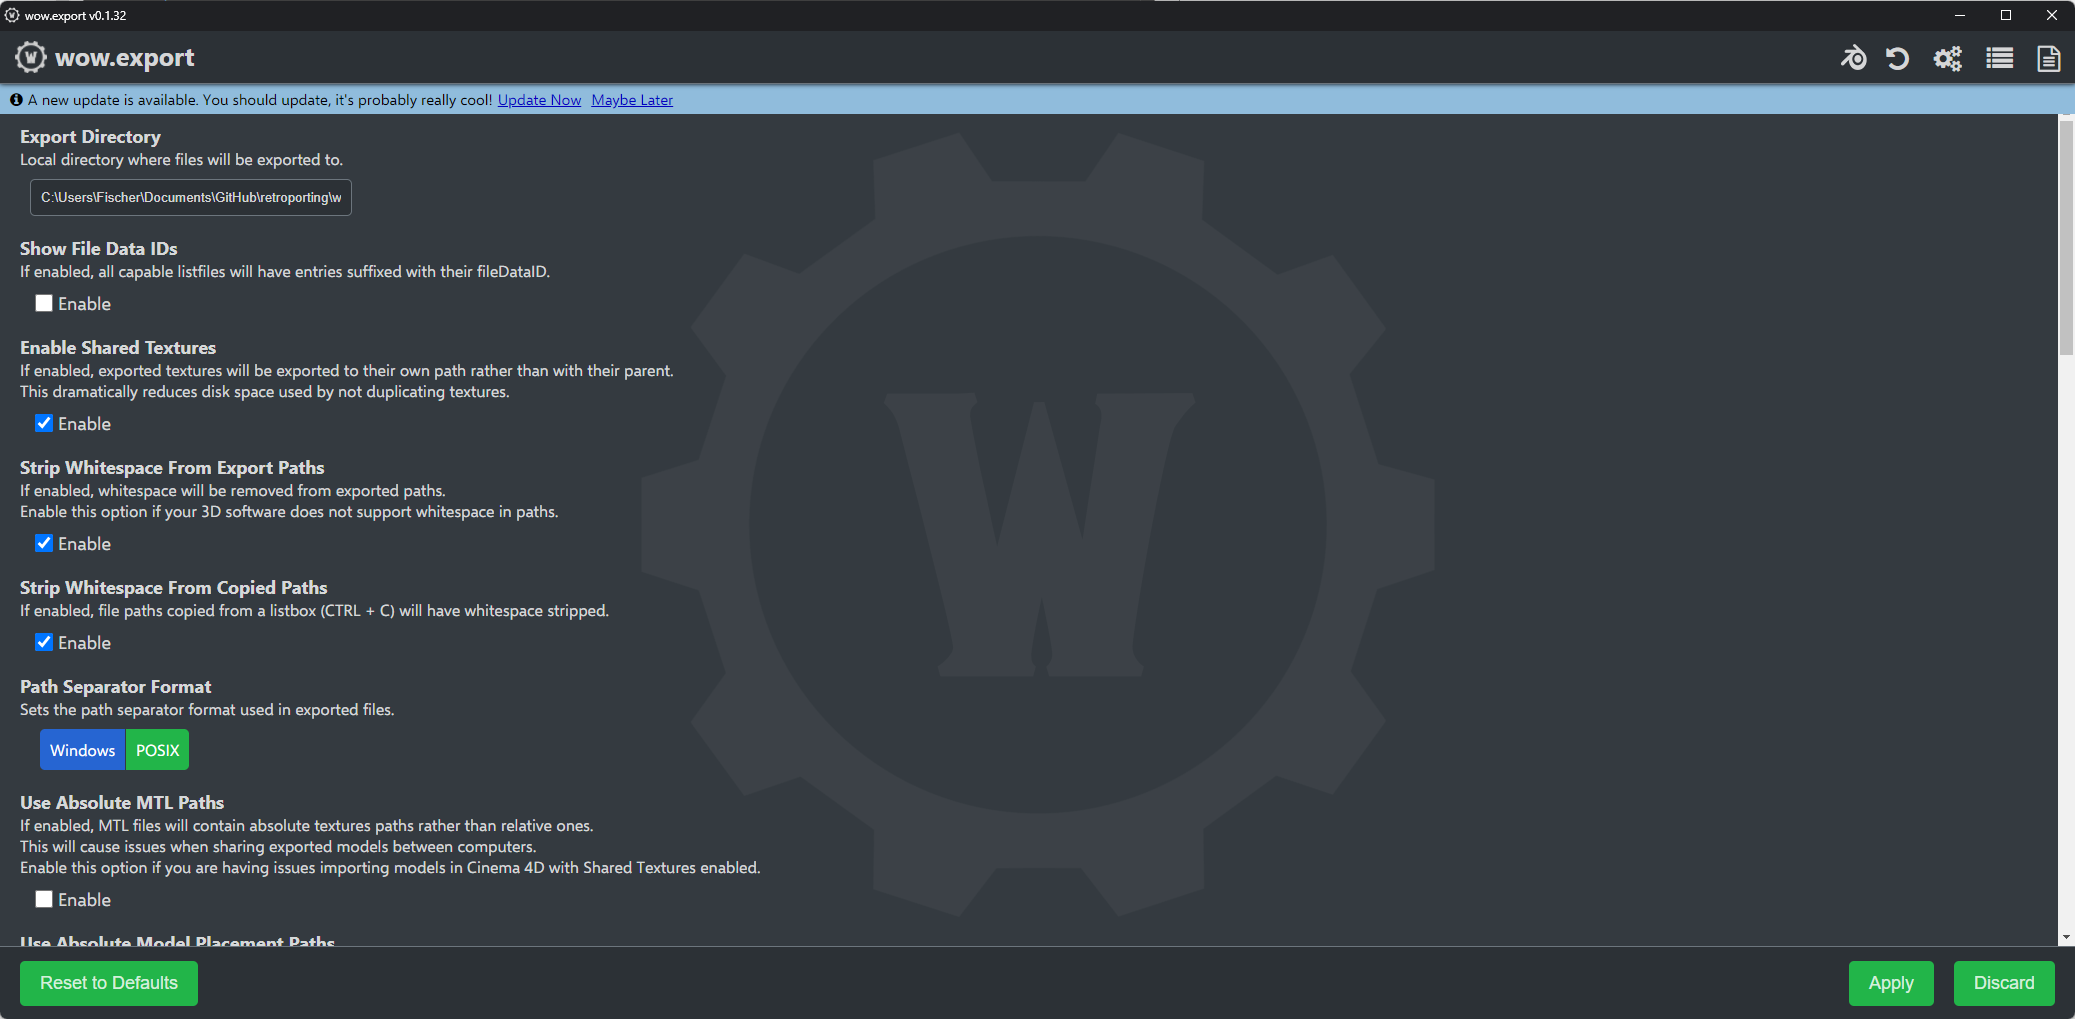 wow.export v0.1.32
wow.export
A new update is available. You should update, it's probably really cool! Update Now Maybe Later
Export Directory
Local directory where files will be exported to.
C:\Users\Fischer\Documents\GitHub\retroporting\w
Show File Data IDs
If enabled, all capable listfiles will have entries suffixed with their fileDataID.
Enable
Enable Shared Textures
If enabled, exported textures will be exported to their own path rather than with their parent.
This dramatically reduces disk space used by not duplicating textures.
Enable
Strip Whitespace From Export Paths
If enabled, whitespace will be removed from exported paths.
Enable this option if your 3D software does not support whitespace in paths.
Enable
Strip Whitespace From Copied Paths
If enabled, file paths copied from a listbox (CTRL + C) will have whitespace stripped.
Enable
Path Separator Format
Sets the path separator format used in exported files.
Windows POSIX
Use Absolute MTL Paths
If enabled, MTL files will contain absolute textures paths rather than relative ones.
This will cause issues when sharing exported models between computers.
Enable this option if you are having issues importing models in Cinema 4D with Shared Textures enabled.
Enable
Use Absolute Model Placement Paths
Reset to Defaults Apply Discard
W